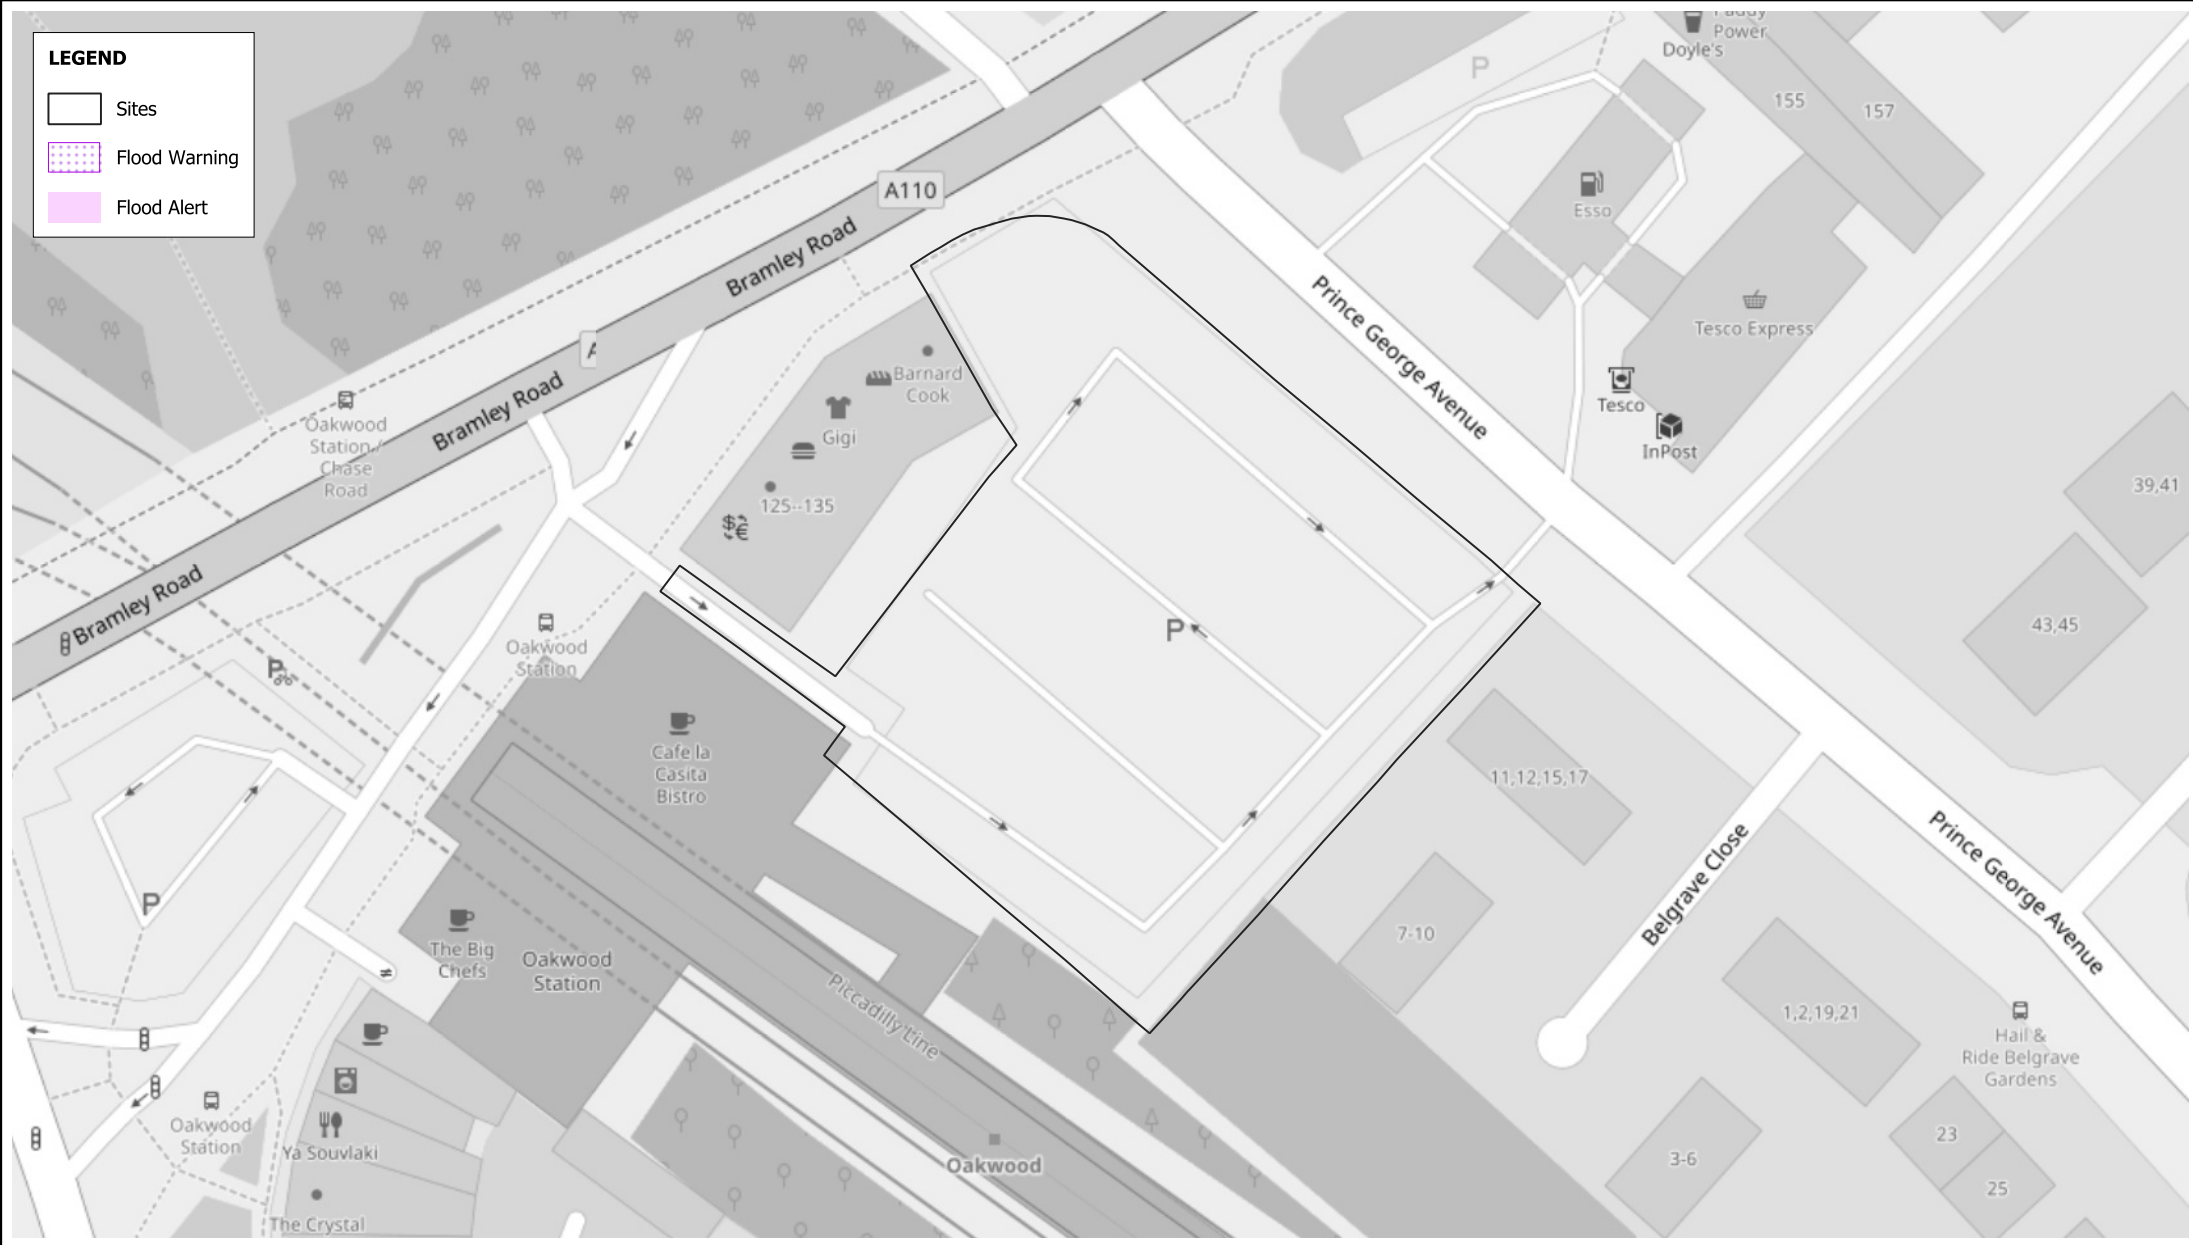 LEGEND
Sites
Flood Warning
Flood Alert
Paddy
Power
Doyle's
P
155
157
A110
Esso
Bramley Road
Prince George Avenue
Tesco Express
Tesco
InPost
39,41
43,45
A
Bramley Road
Oakwood
Station /
Chase
Road
Barnard
Cook
Gigi
125--135
$€
Bramley Road
Oakwood
Station
P
P
Cafe la
Casita
Bistro
11,12,15,17
Belgrave Close
Prince George Avenue
P
The Big
Chefs
Oakwood
Station
7-10
Piccadilly Line
1,2,19,21
Hail &
Ride Belgrave
Gardens
Oakwood
Station
Ya Souvlaki
Oakwood
3-6
23
25
The Crystal